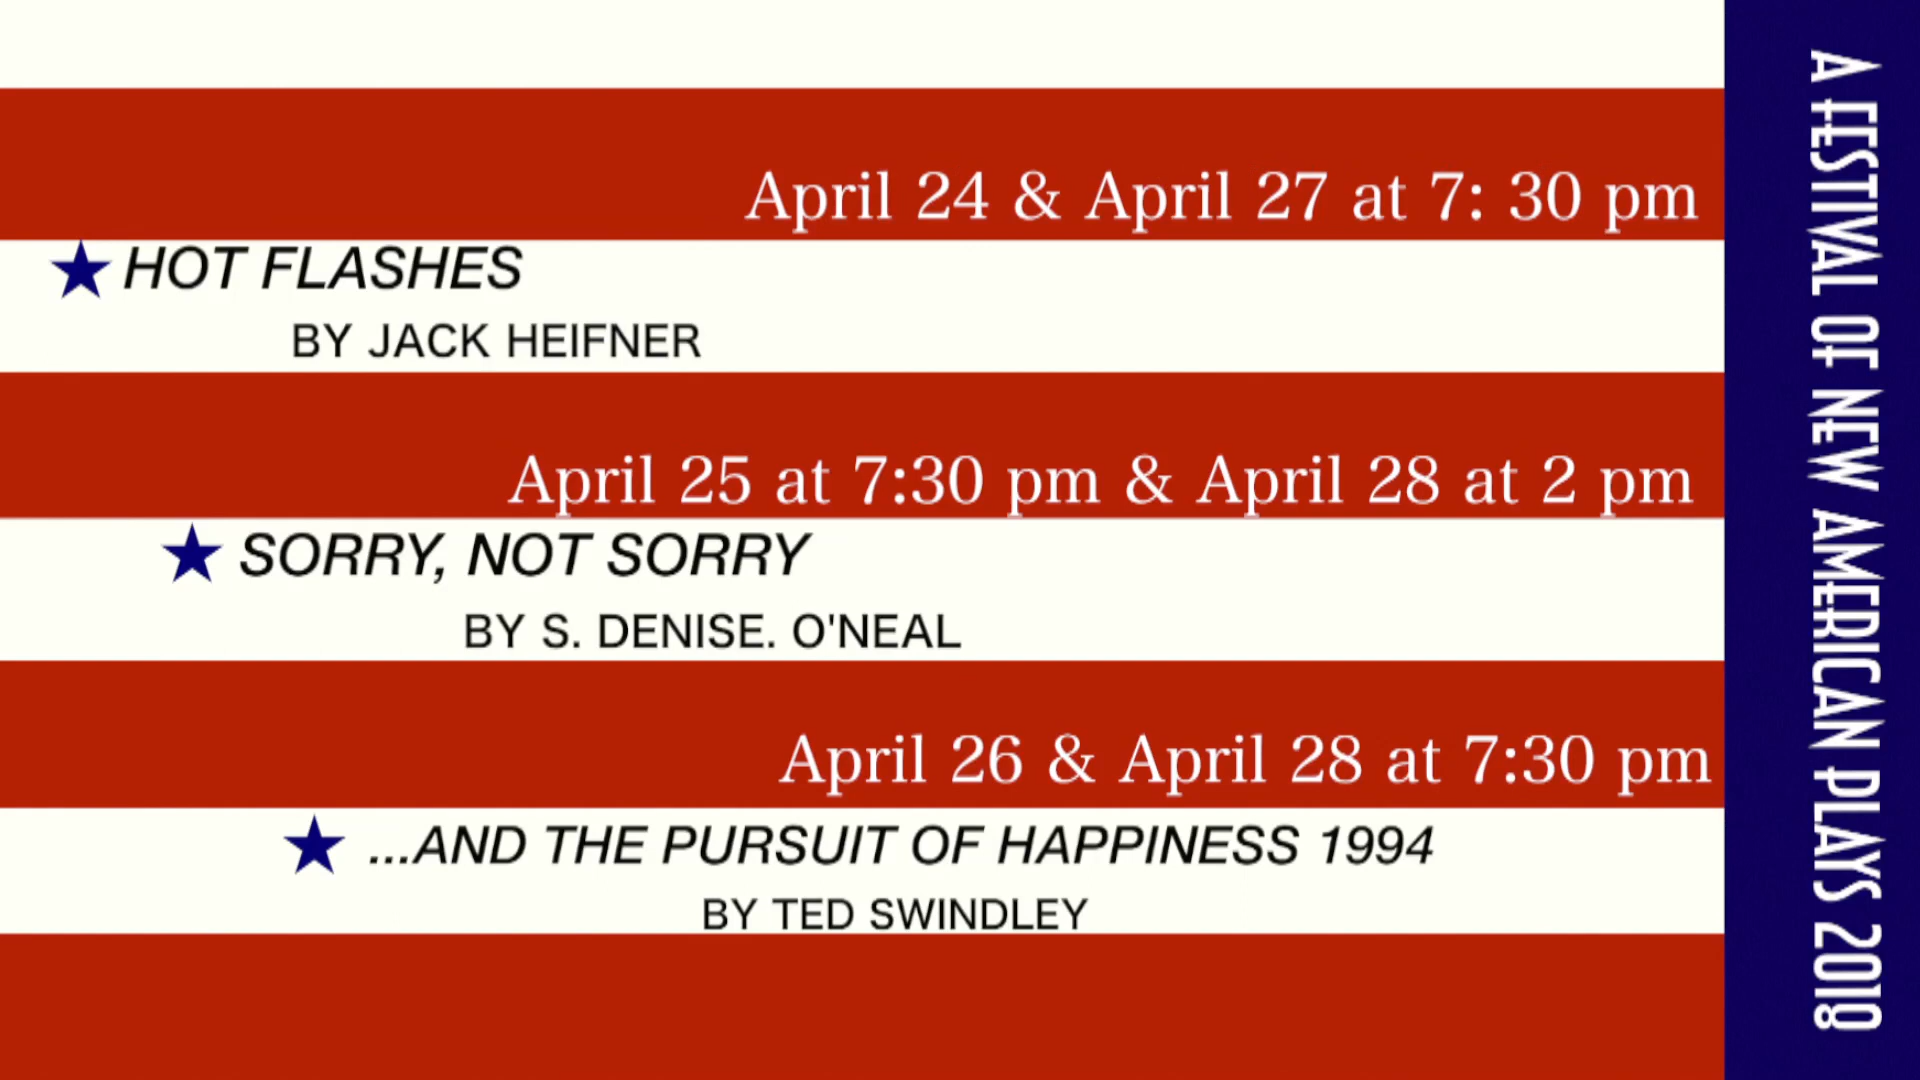 April 24 & April 27 at 7: 30 pm
HOT FLASHES
BY JACK HEIFNER
April 25 at 7:30 pm & April 28 at 2 pm
SORRY, NOT SORRY
BY S. DENISE. O'NEAL
April 26 & April 28 at 7:30 pm
...AND THE PURSUIT OF HAPPINESS 1994
BY TED SWINDLEY
A FESTIVAL OF NEW AMERICAN PLAYS 2018